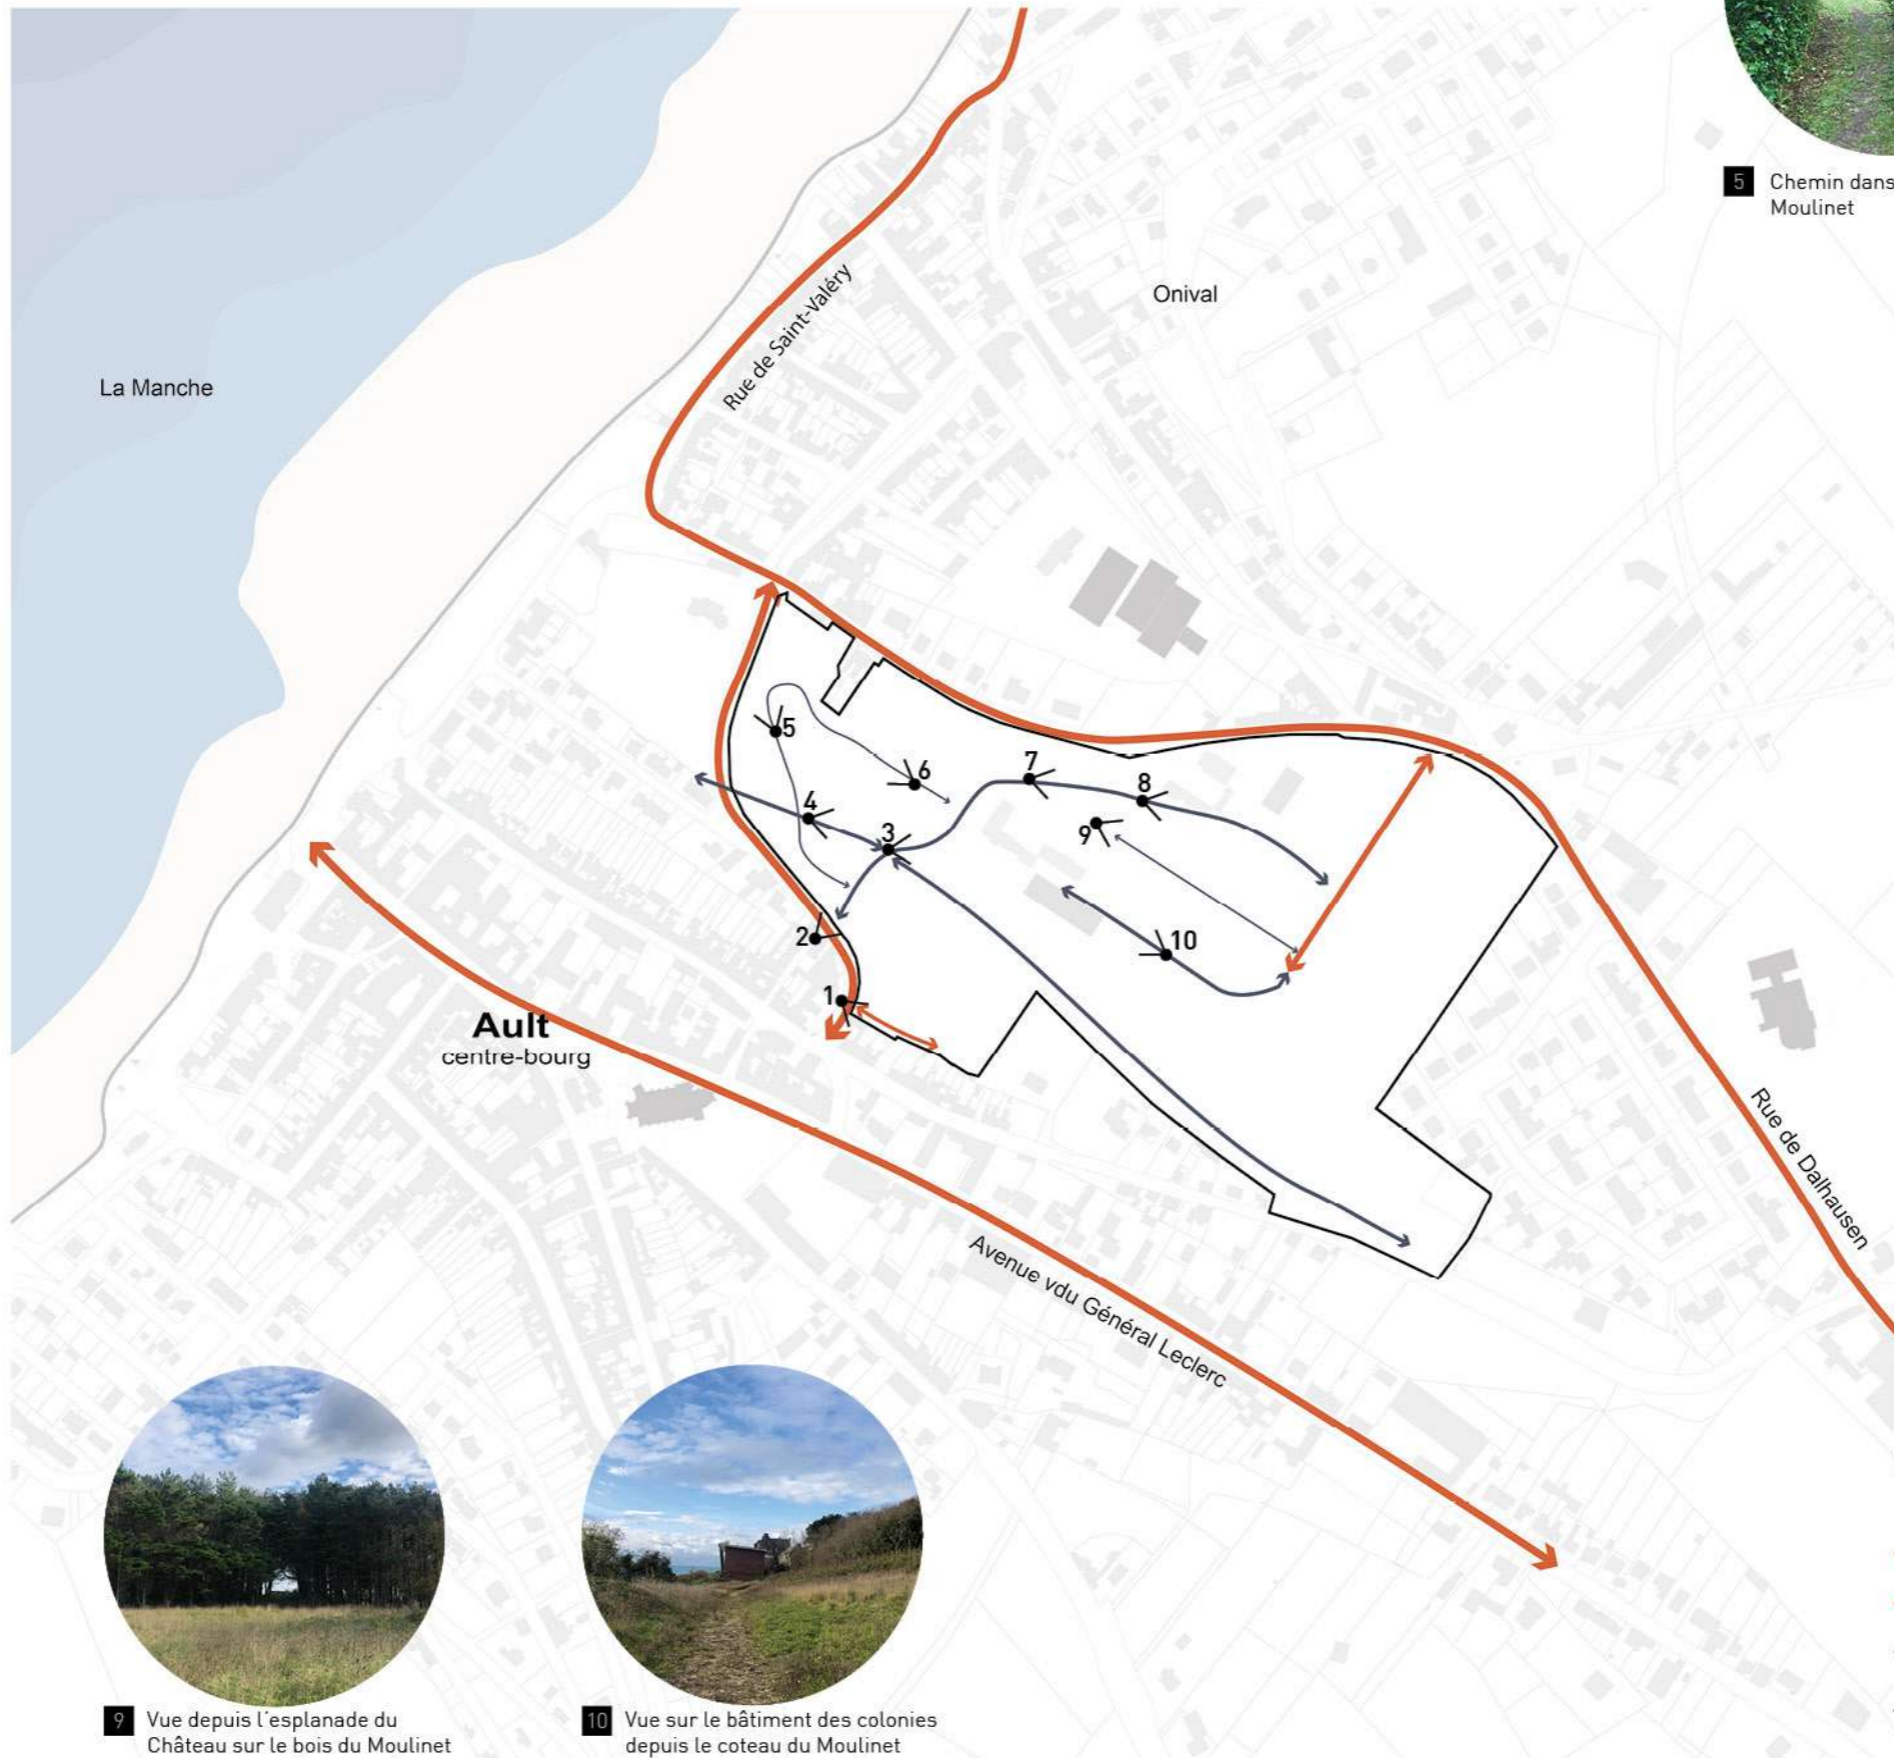 5 Chemin dans
Moulinet
Onival
Rue de Saint-Valéry
La Manche
5
6
7
8
4
3
9
2
10
1
Ault
centre-bourg
Rue de Dalhausen
Avenue vdu Général Leclerc
9 Vue depuis l'esplanade du
Château sur le bois du Moulinet
10 Vue sur le bâtiment des colonies
depuis le coteau du Moulinet